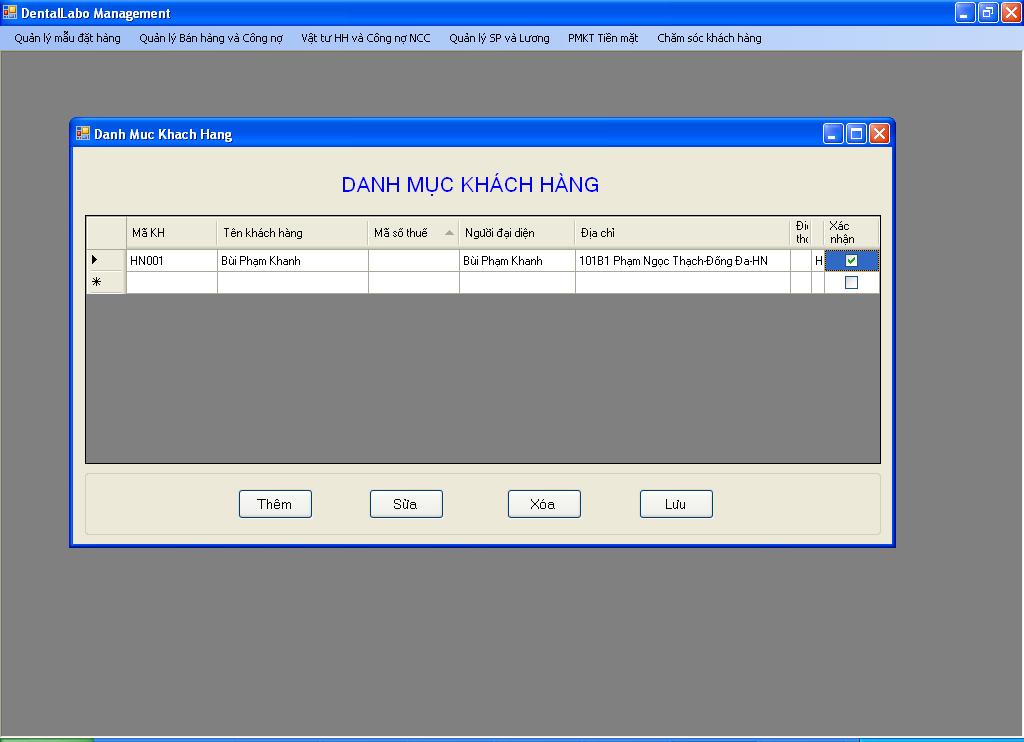 DentalLabo Management
Quản lý mẫu đặt hàng Quản lý Bán hàng và Công nợ Vật tư HH và Công nợ NCC Quản lý SP và Lương PMKT Tiền mặt Chăm sóc khách hàng
Danh Muc Khach Hang
DANH MỤC KHÁCH HÀNG
Mã KH Tên khách hàng Mã số thuế Người đại diện Địa chỉ Xác nhận
HN001 Bùi Phạm Khanh Bùi Phạm Khanh 101B1 Phạm Ngọc Thạch-Đống Đa-HN H
Thêm Sửa Xóa Lưu